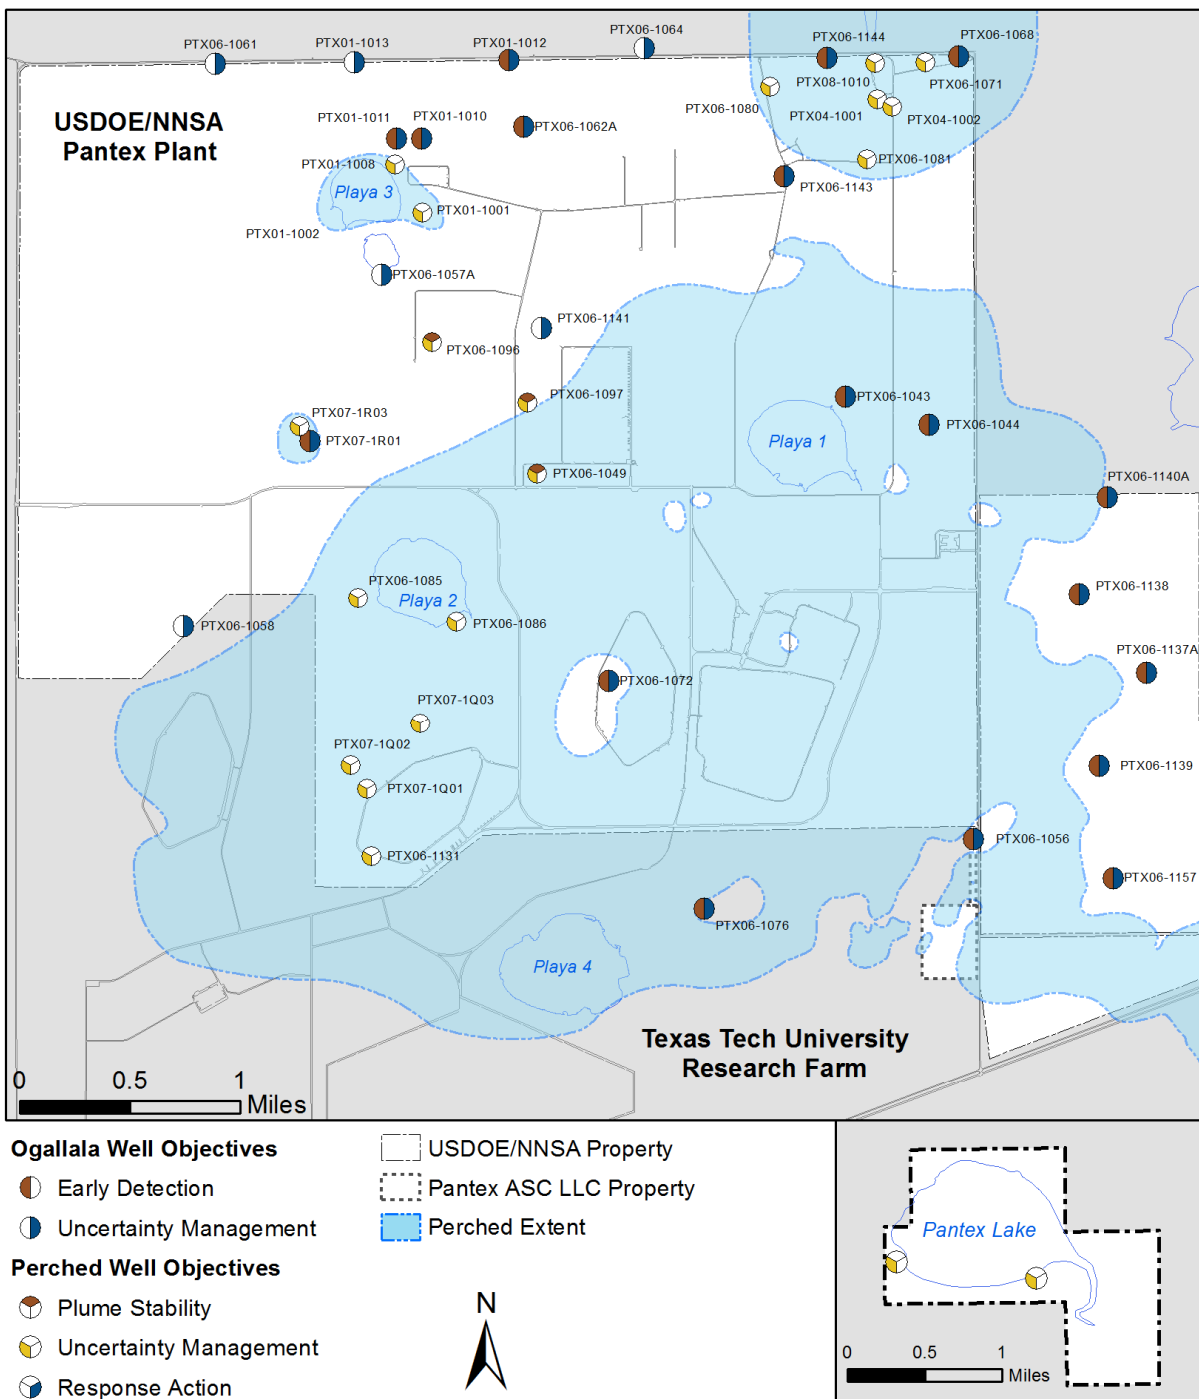 PTX06-1061
PTX01-1013
PTX01-1012
PTX06-1064
PTX06-1144
PTX06-1068
PTX08-1010
PTX06-1071
PTX06-1080
PTX04-1001
PTX04-1002
USDOE/NNSA
Pantex Plant
PTX01-1011
PTX01-1010
PTX06-1062A
PTX01-1008
PTX06-1081
PTX06-1143
Playa 3
PTX01-1001
PTX01-1002
PTX06-1057A
PTX06-1141
PTX06-1096
PTX06-1097
PTX06-1043
PTX07-1R03
PTX07-1R01
Playa 1
PTX06-1044
PTX06-1049
PTX06-1140A
PTX06-1085
Playa 2
PTX06-1086
PTX06-1138
PTX06-1058
PTX06-1137A
PTX06-1072
PTX07-1Q03
PTX07-1Q02
PTX07-1Q01
PTX06-1139
PTX06-1056
PTX06-1131
PTX06-1157
PTX06-1076
Playa 4
Texas Tech University
Research Farm
0 0.5 1
Miles
Ogallala Well Objectives
Early Detection
Uncertainty Management
Perched Well Objectives
Plume Stability
Uncertainty Management
Response Action
USDOE/NNSA Property
Pantex ASC LLC Property
Perched Extent
N
Pantex Lake
0 0.5 1
Miles